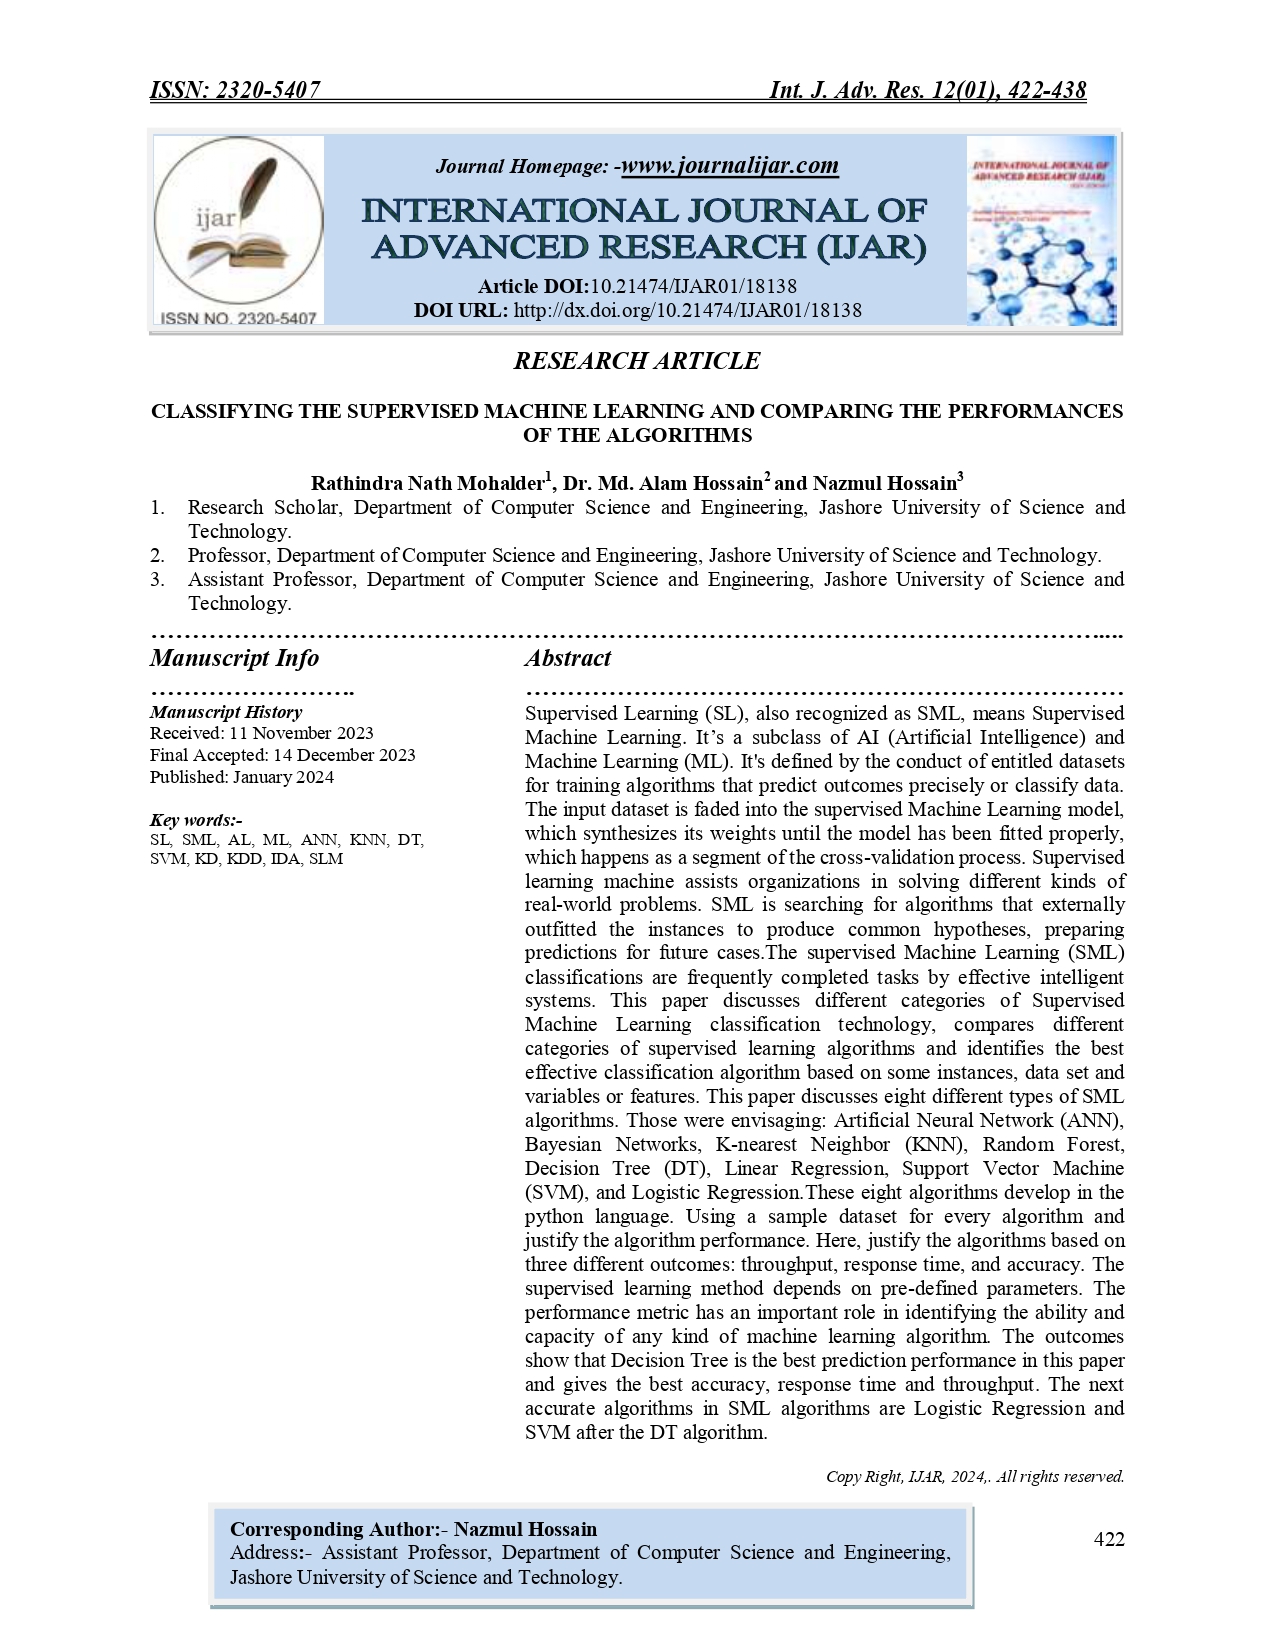 ISSN: 2320-5407 Int. J. Adv. Res. 12(01), 422-438
ijar
ISSN NO. 2320-5407
Journal Homepage: -www.journalijar.com
INTERNATIONAL JOURNAL OF
ADVANCED RESEARCH (IJAR)
Article DOI:10.21474/IJAR01/18138
DOI URL: http://dx.doi.org/10.21474/IJAR01/18138
INTERNATIONAL JOURNAL OF
ADVANCED RESEARCH (IJAR)
RESEARCH ARTICLE
CLASSIFYING THE SUPERVISED MACHINE LEARNING AND COMPARING THE PERFORMANCES
OF THE ALGORITHMS
Rathindra Nath Mohalder1, Dr. Md. Alam Hossain2 and Nazmul Hossain3
1. Research Scholar, Department of Computer Science and Engineering, Jashore University of Science and
Technology.
2. Professor, Department of Computer Science and Engineering, Jashore University of Science and Technology.
3. Assistant Professor, Department of Computer Science and Engineering, Jashore University of Science and
Technology.
Manuscript Info
Manuscript History
Received: 11 November 2023
Final Accepted: 14 December 2023
Published: January 2024
Key words:-
SL, SML, AL, ML, ANN, KNN, DT,
SVM, KD, KDD, IDA, SLM
Abstract
Supervised Learning (SL), also recognized as SML, means Supervised
Machine Learning. It’s a subclass of AI (Artificial Intelligence) and
Machine Learning (ML). It's defined by the conduct of entitled datasets
for training algorithms that predict outcomes precisely or classify data.
The input dataset is faded into the supervised Machine Learning model,
which synthesizes its weights until the model has been fitted properly,
which happens as a segment of the cross-validation process. Supervised
learning machine assists organizations in solving different kinds of
real-world problems. SML is searching for algorithms that externally
outfitted the instances to produce common hypotheses, preparing
predictions for future cases.The supervised Machine Learning (SML)
classifications are frequently completed tasks by effective intelligent
systems. This paper discusses different categories of Supervised
Machine Learning classification technology, compares different
categories of supervised learning algorithms and identifies the best
effective classification algorithm based on some instances, data set and
variables or features. This paper discusses eight different types of SML
algorithms. Those were envisaging: Artificial Neural Network (ANN),
Bayesian Networks, K-nearest Neighbor (KNN), Random Forest,
Decision Tree (DT), Linear Regression, Support Vector Machine
(SVM), and Logistic Regression.These eight algorithms develop in the
python language. Using a sample dataset for every algorithm and
justify the algorithm performance. Here, justify the algorithms based on
three different outcomes: throughput, response time, and accuracy. The
supervised learning method depends on pre-defined parameters. The
performance metric has an important role in identifying the ability and
capacity of any kind of machine learning algorithm. The outcomes
show that Decision Tree is the best prediction performance in this paper
and gives the best accuracy, response time and throughput. The next
accurate algorithms in SML algorithms are Logistic Regression and
SVM after the DT algorithm.
Copy Right, IJAR, 2024,. All rights reserved.
Corresponding Author:- Nazmul Hossain
Address:- Assistant Professor, Department of Computer Science and Engineering,
Jashore University of Science and Technology.
422